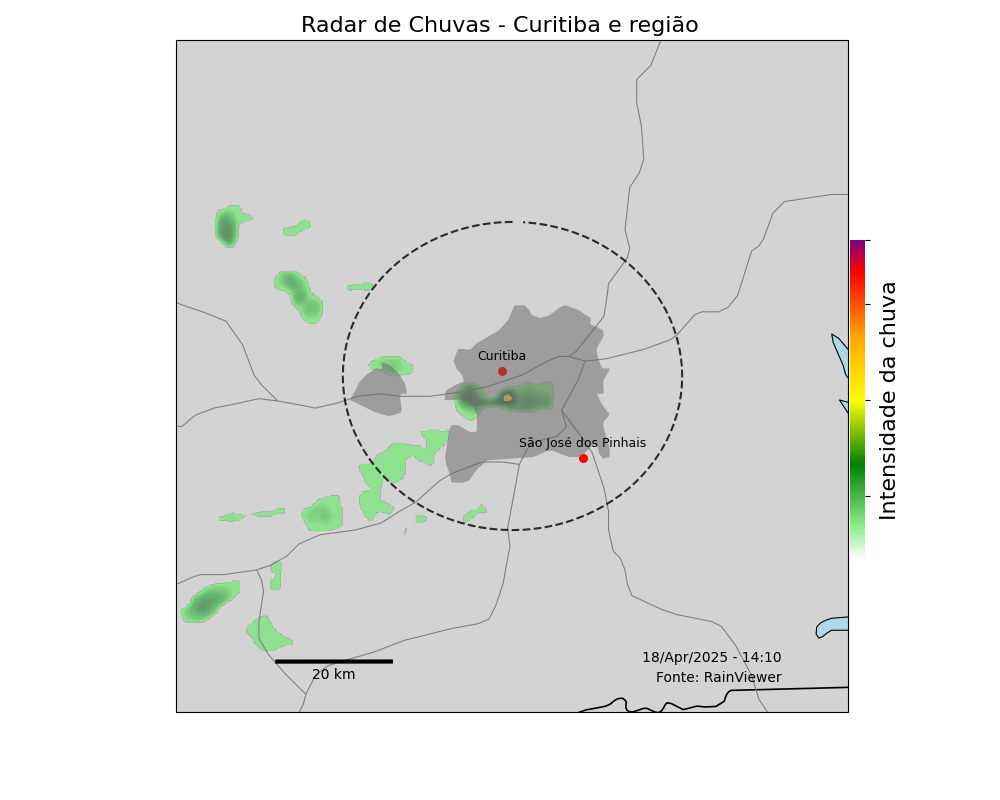 Radar de Chuvas - Curitiba e região
Curitiba
São José dos Pinhais
Intensidade da chuva
18/Apr/2025 - 14:10
Fonte: RainViewer
20 km